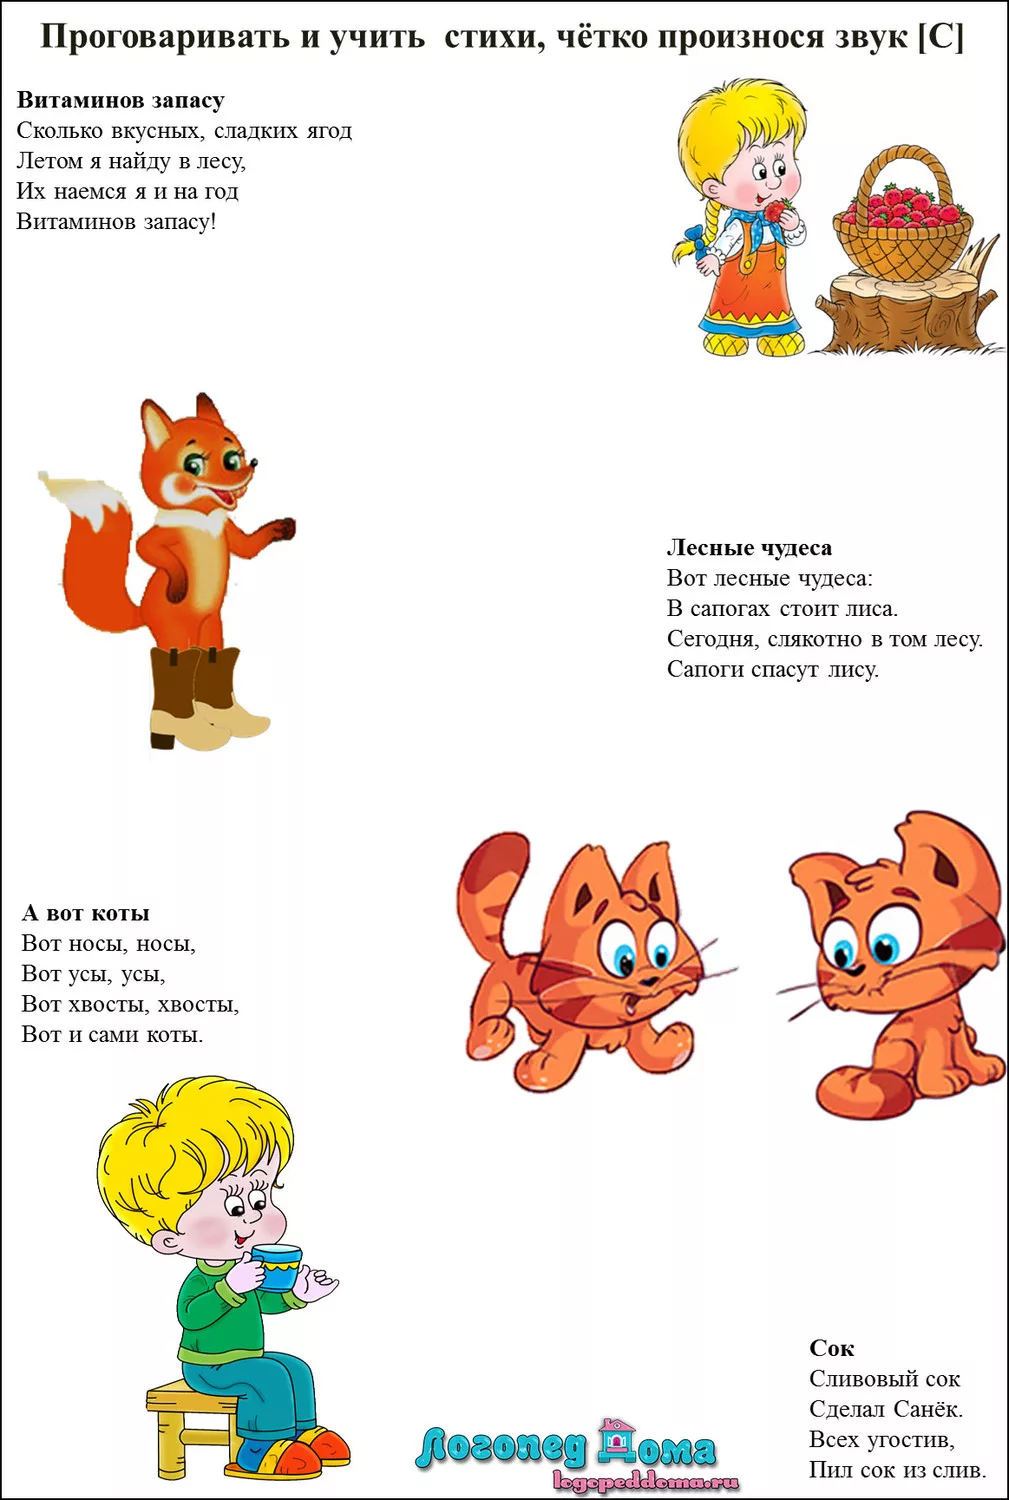 Проговаривать и учить стихи, чётко произнося звук [С]
Витаминов запасу
Сколько вкусных, сладких ягод
Летом я найду в лесу,
Их наемся я и на год
Витаминов запасу!
Лесные чудеса
Вот лесные чудеса:
В сапогах стоит лиса.
Сегодня, слякотно в том лесу.
Сапоги спасут лису.
А вот коты
Вот носы, носы,
Вот усы, усы,
Вот хвосты, хвосты,
Вот и сами коты.
Сок
Сливовый сок
Сделал Санёк.
Всех угостив,
Пил сок из слив.
Логопед Дома
logopeddoma.ru